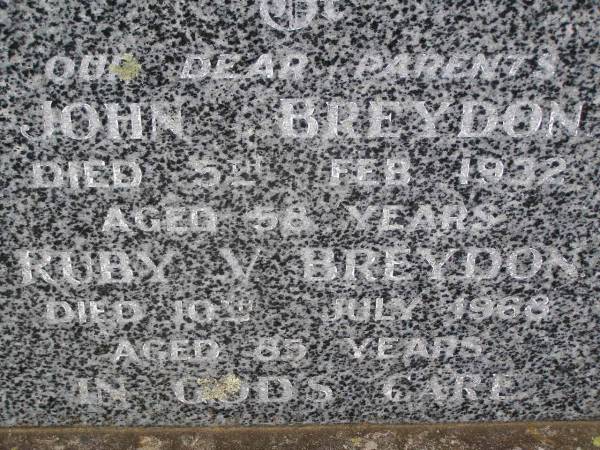 OUR DEAR PARENTS
JOHN BREYDON
DIED 5TH FEB 1932
AGED 58 YEARS
RUBY V BREYDON
DIED 10TH JULY 1968
AGED 85 YEARS
IN GODS CARE